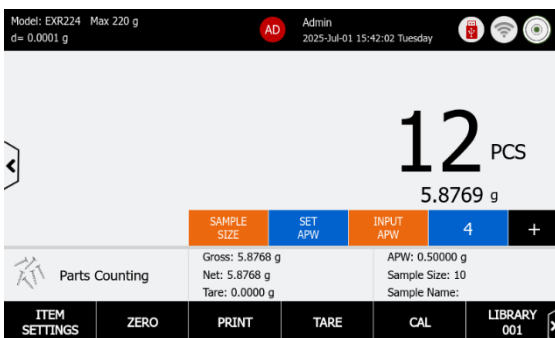 Model: EXR224 Max 220 g
d= 0.0001 g
AD
Admin
2025-Jul-01 15:42:02 Tuesday
12 PCS
5.8769 g
SAMPLE
SIZE
SET
APW
INPUT
APW
4
+
Parts Counting
Gross: 5.8768 g
Net: 5.8768 g
Tare: 0.0000 g
APW: 0.50000 g
Sample Size: 10
Sample Name:
ITEM
SETTINGS
ZERO
PRINT
TARE
CAL
LIBRARY
001